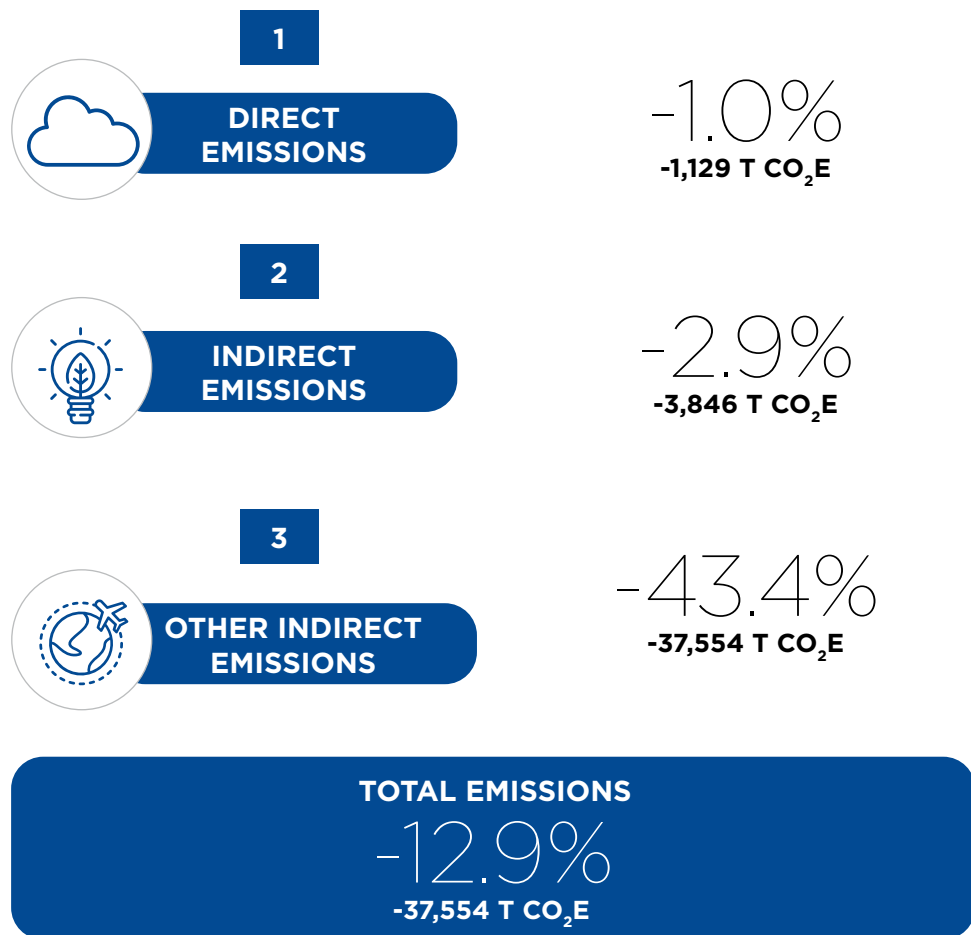 1
DIRECT
EMISSIONS
-1.0%
-1,129 T CO₂E
2
INDIRECT
EMISSIONS
-2.9%
-3,846 T CO₂E
3
OTHER INDIRECT
EMISSIONS
-43.4%
-37,554 T CO₂E
TOTAL EMISSIONS
-12.9%
-37,554 T CO₂E